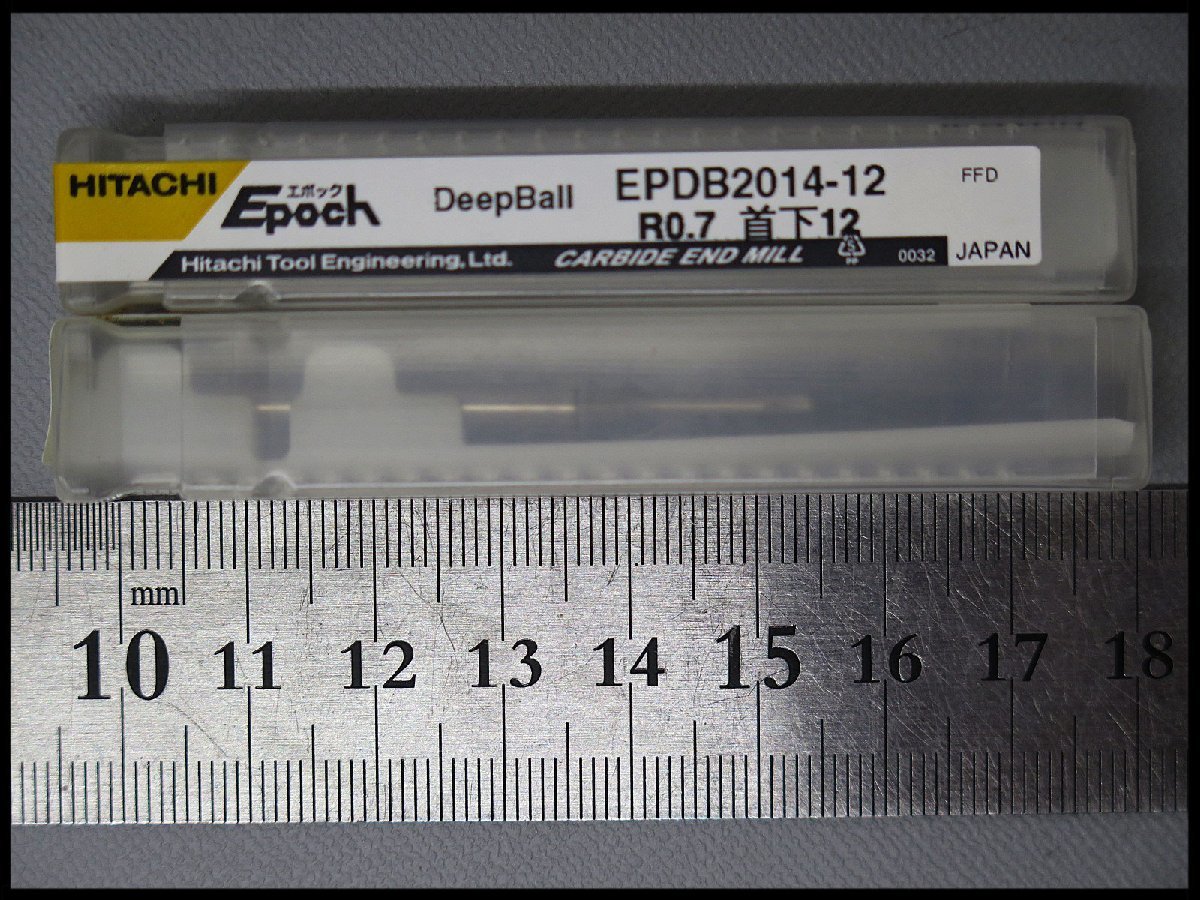 HITACHI
エポック
Epoch
DeepBall
EPDB2014-12
R0.7 首下12
FFD
Hitachi Tool Engineering, Ltd.
CARBIDE END MILL
0032
JAPAN
mm
10 11 12 13 14 15 16 17 18